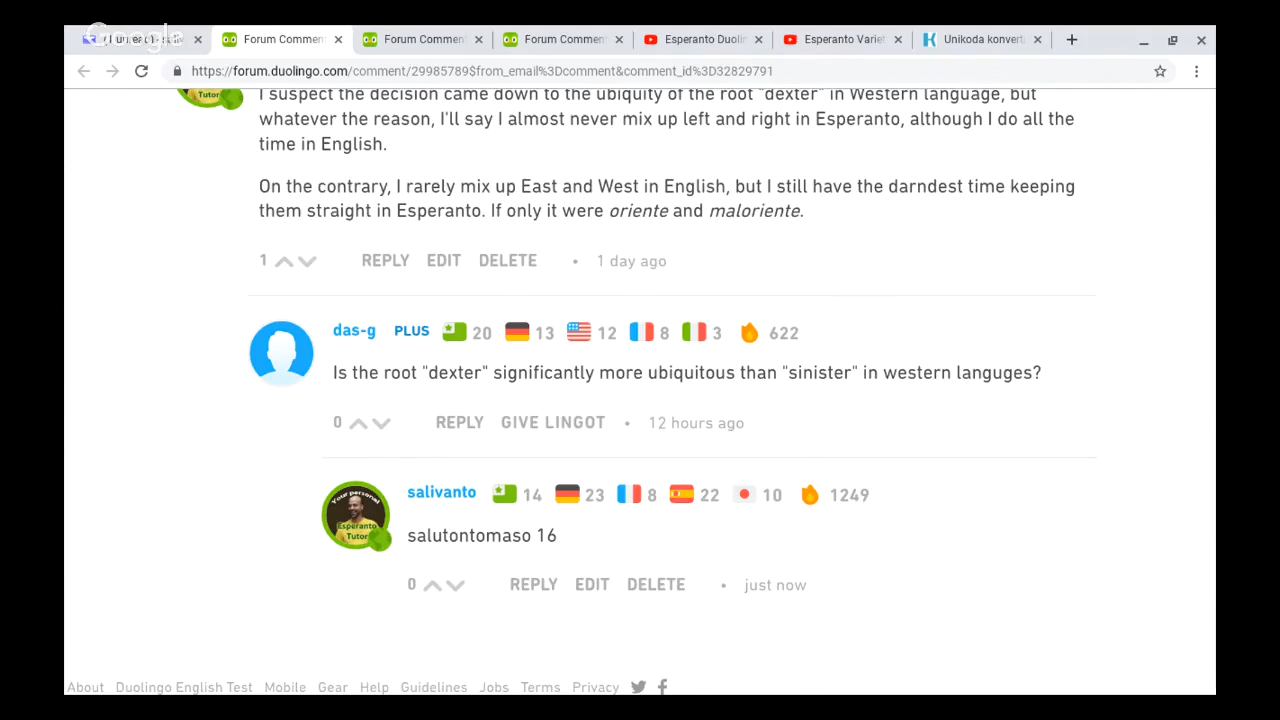 Google
Forum Commen
Forum Commen
Forum Commen
Esperanto Duolin
Esperanto Variet
Unikoda konvert
https://forum.duolingo.com/comment/29985789$from_email%3Dcomment&comment_id%3D32829791
Tutor
I suspect the decision came down to the ubiquity of the root "dexter" in Western language, but
whatever the reason, I'll say I almost never mix up left and right in Esperanto, although I do all the
time in English.
On the contrary, I rarely mix up East and West in English, but I still have the darndest time keeping
them straight in Esperanto. If only it were oriente and maloriente.
1 REPLY EDIT DELETE • 1 day ago
das-g PLUS 20 13 12 8 3 622
Is the root "dexter" significantly more ubiquitous than "sinister" in western languges?
0 REPLY GIVE LINGOT • 12 hours ago
salivanto 14 23 8 22 10 1249
Your personal
Esperanto
Tutor
salutontomaso 16
0 REPLY EDIT DELETE • just now
About Duolingo English Test Mobile Gear Help Guidelines Jobs Terms Privacy